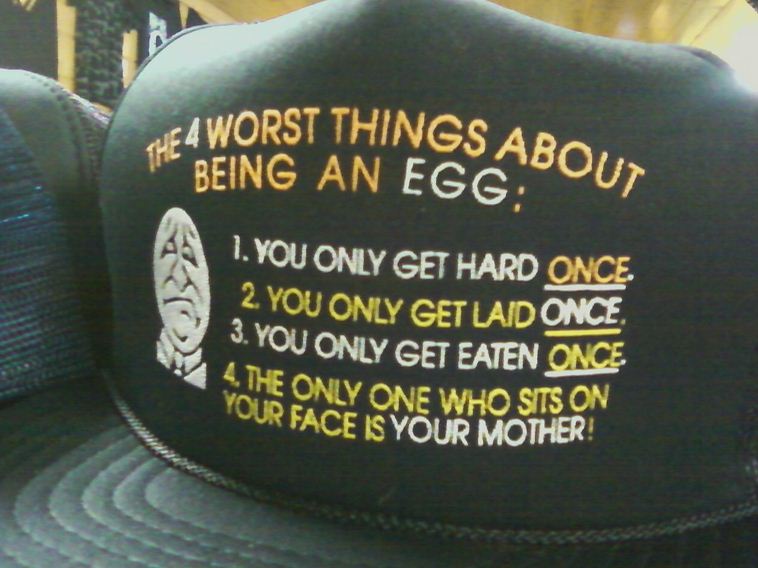 THE 4 WORST THINGS ABOUT
BEING AN EGG:
1. YOU ONLY GET HARD ONCE.
2. YOU ONLY GET LAID ONCE.
3. YOU ONLY GET EATEN ONCE.
4. THE ONLY ONE WHO SITS ON
YOUR FACE IS YOUR MOTHER!